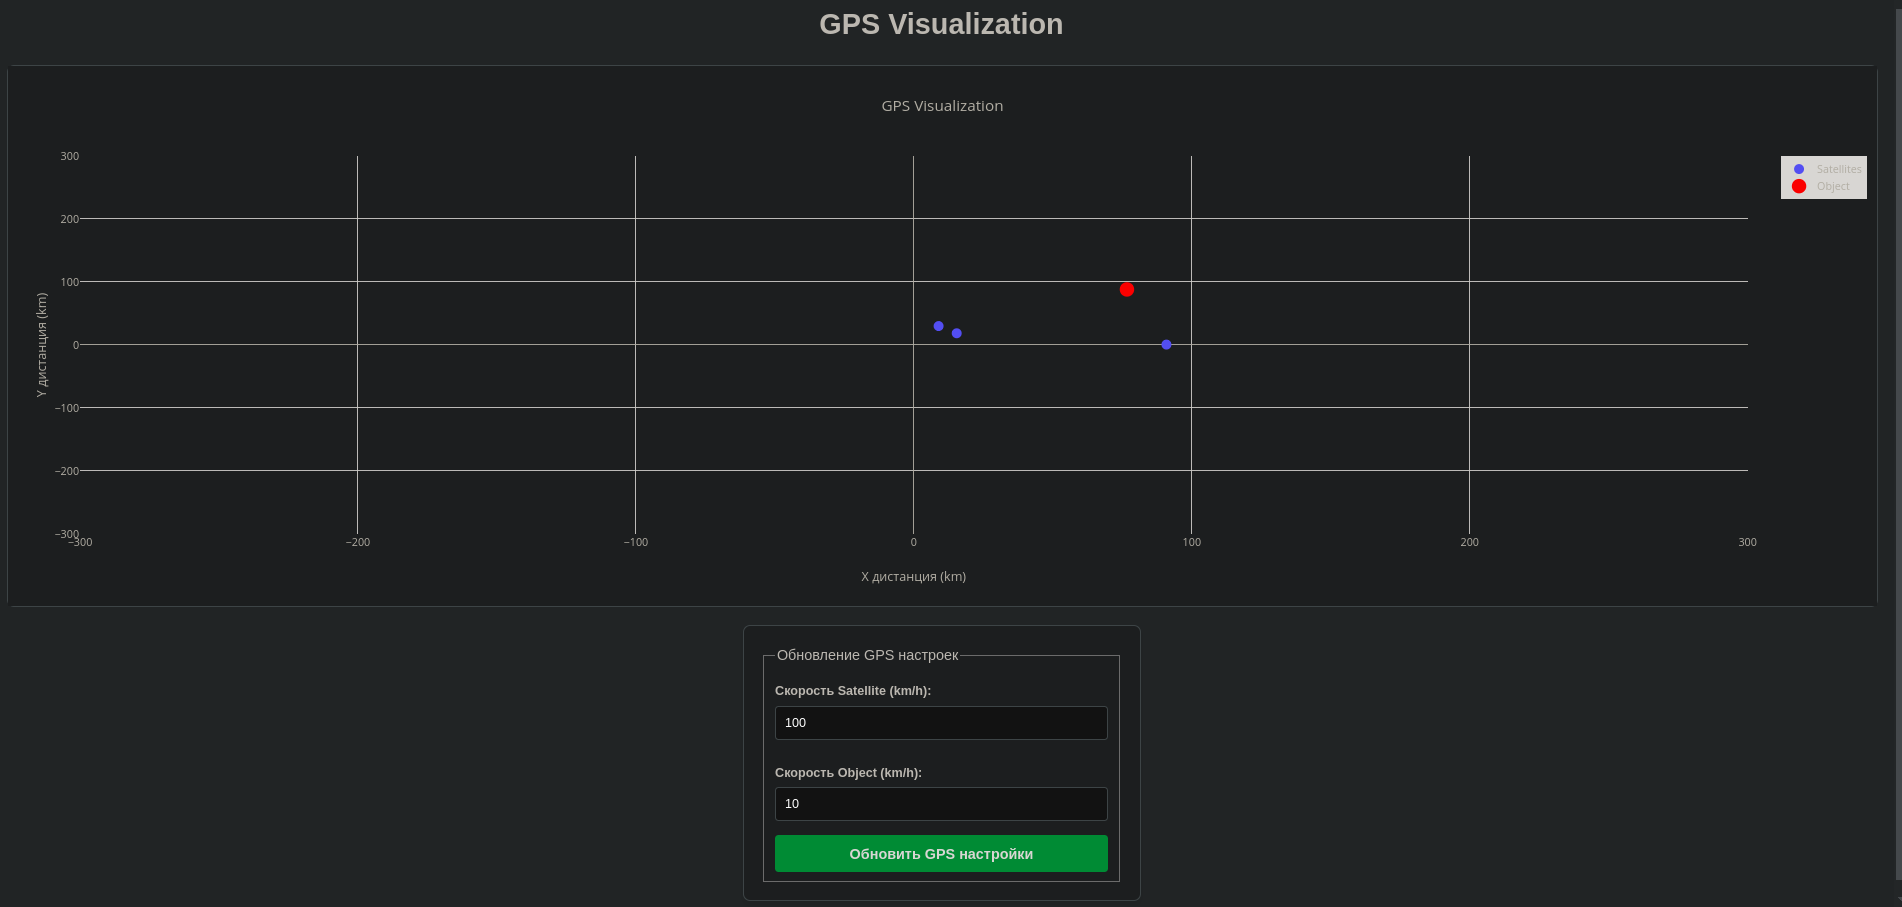 GPS Visualization
GPS Visualization
300
200
100
0
−100
−200
−300
Y дистанция (km)
−300
−200
−100
0
100
200
300
X дистанция (km)
Satellites
Object
Обновление GPS настроек
Скорость Satellite (km/h):
100
Скорость Object (km/h):
10
Обновить GPS настройки